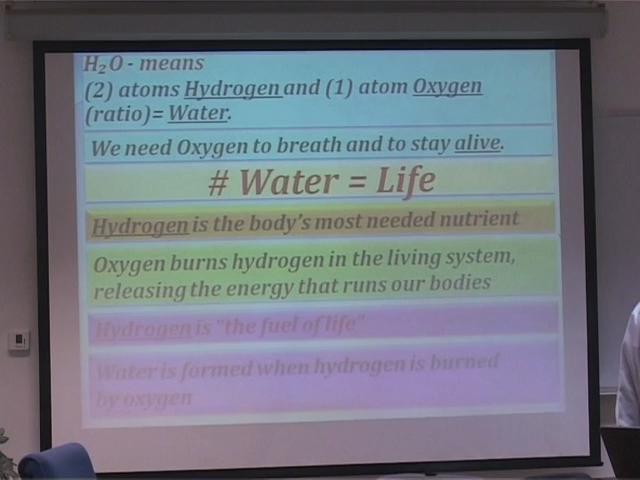 H₂O - means
(2) atoms Hydrogen and (1) atom Oxygen
(ratio)= Water.
We need Oxygen to breath and to stay alive.
# Water = Life
Hydrogen is the body's most needed nutrient
Oxygen burns hydrogen in the living system,
releasing the energy that runs our bodies
Hydrogen is "the fuel of life"
Water is formed when hydrogen is burned
by oxygen